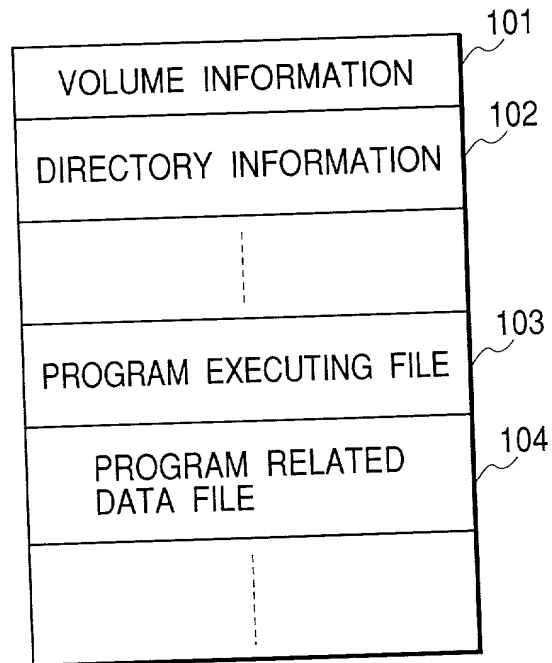 101
VOLUME INFORMATION
102
DIRECTORY INFORMATION
103
PROGRAM EXECUTING FILE
104
PROGRAM RELATED
DATA FILE